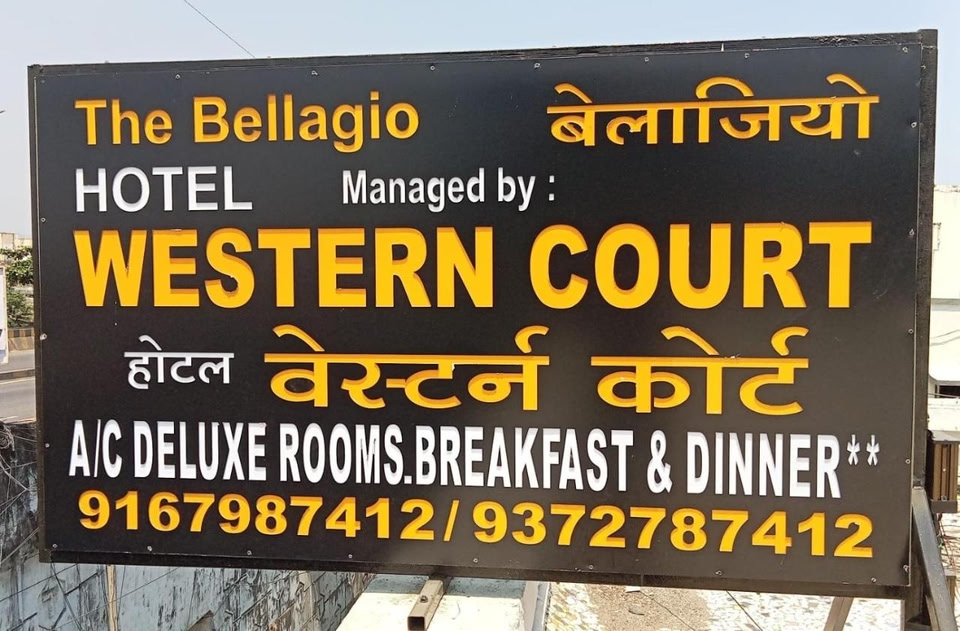 The Bellagio बेलाजियो
HOTEL Managed by :
WESTERN COURT
होटल वेस्टर्न कोर्ट
A/C DELUXE ROOMS.BREAKFAST & DINNER**
9167987412/9372787412